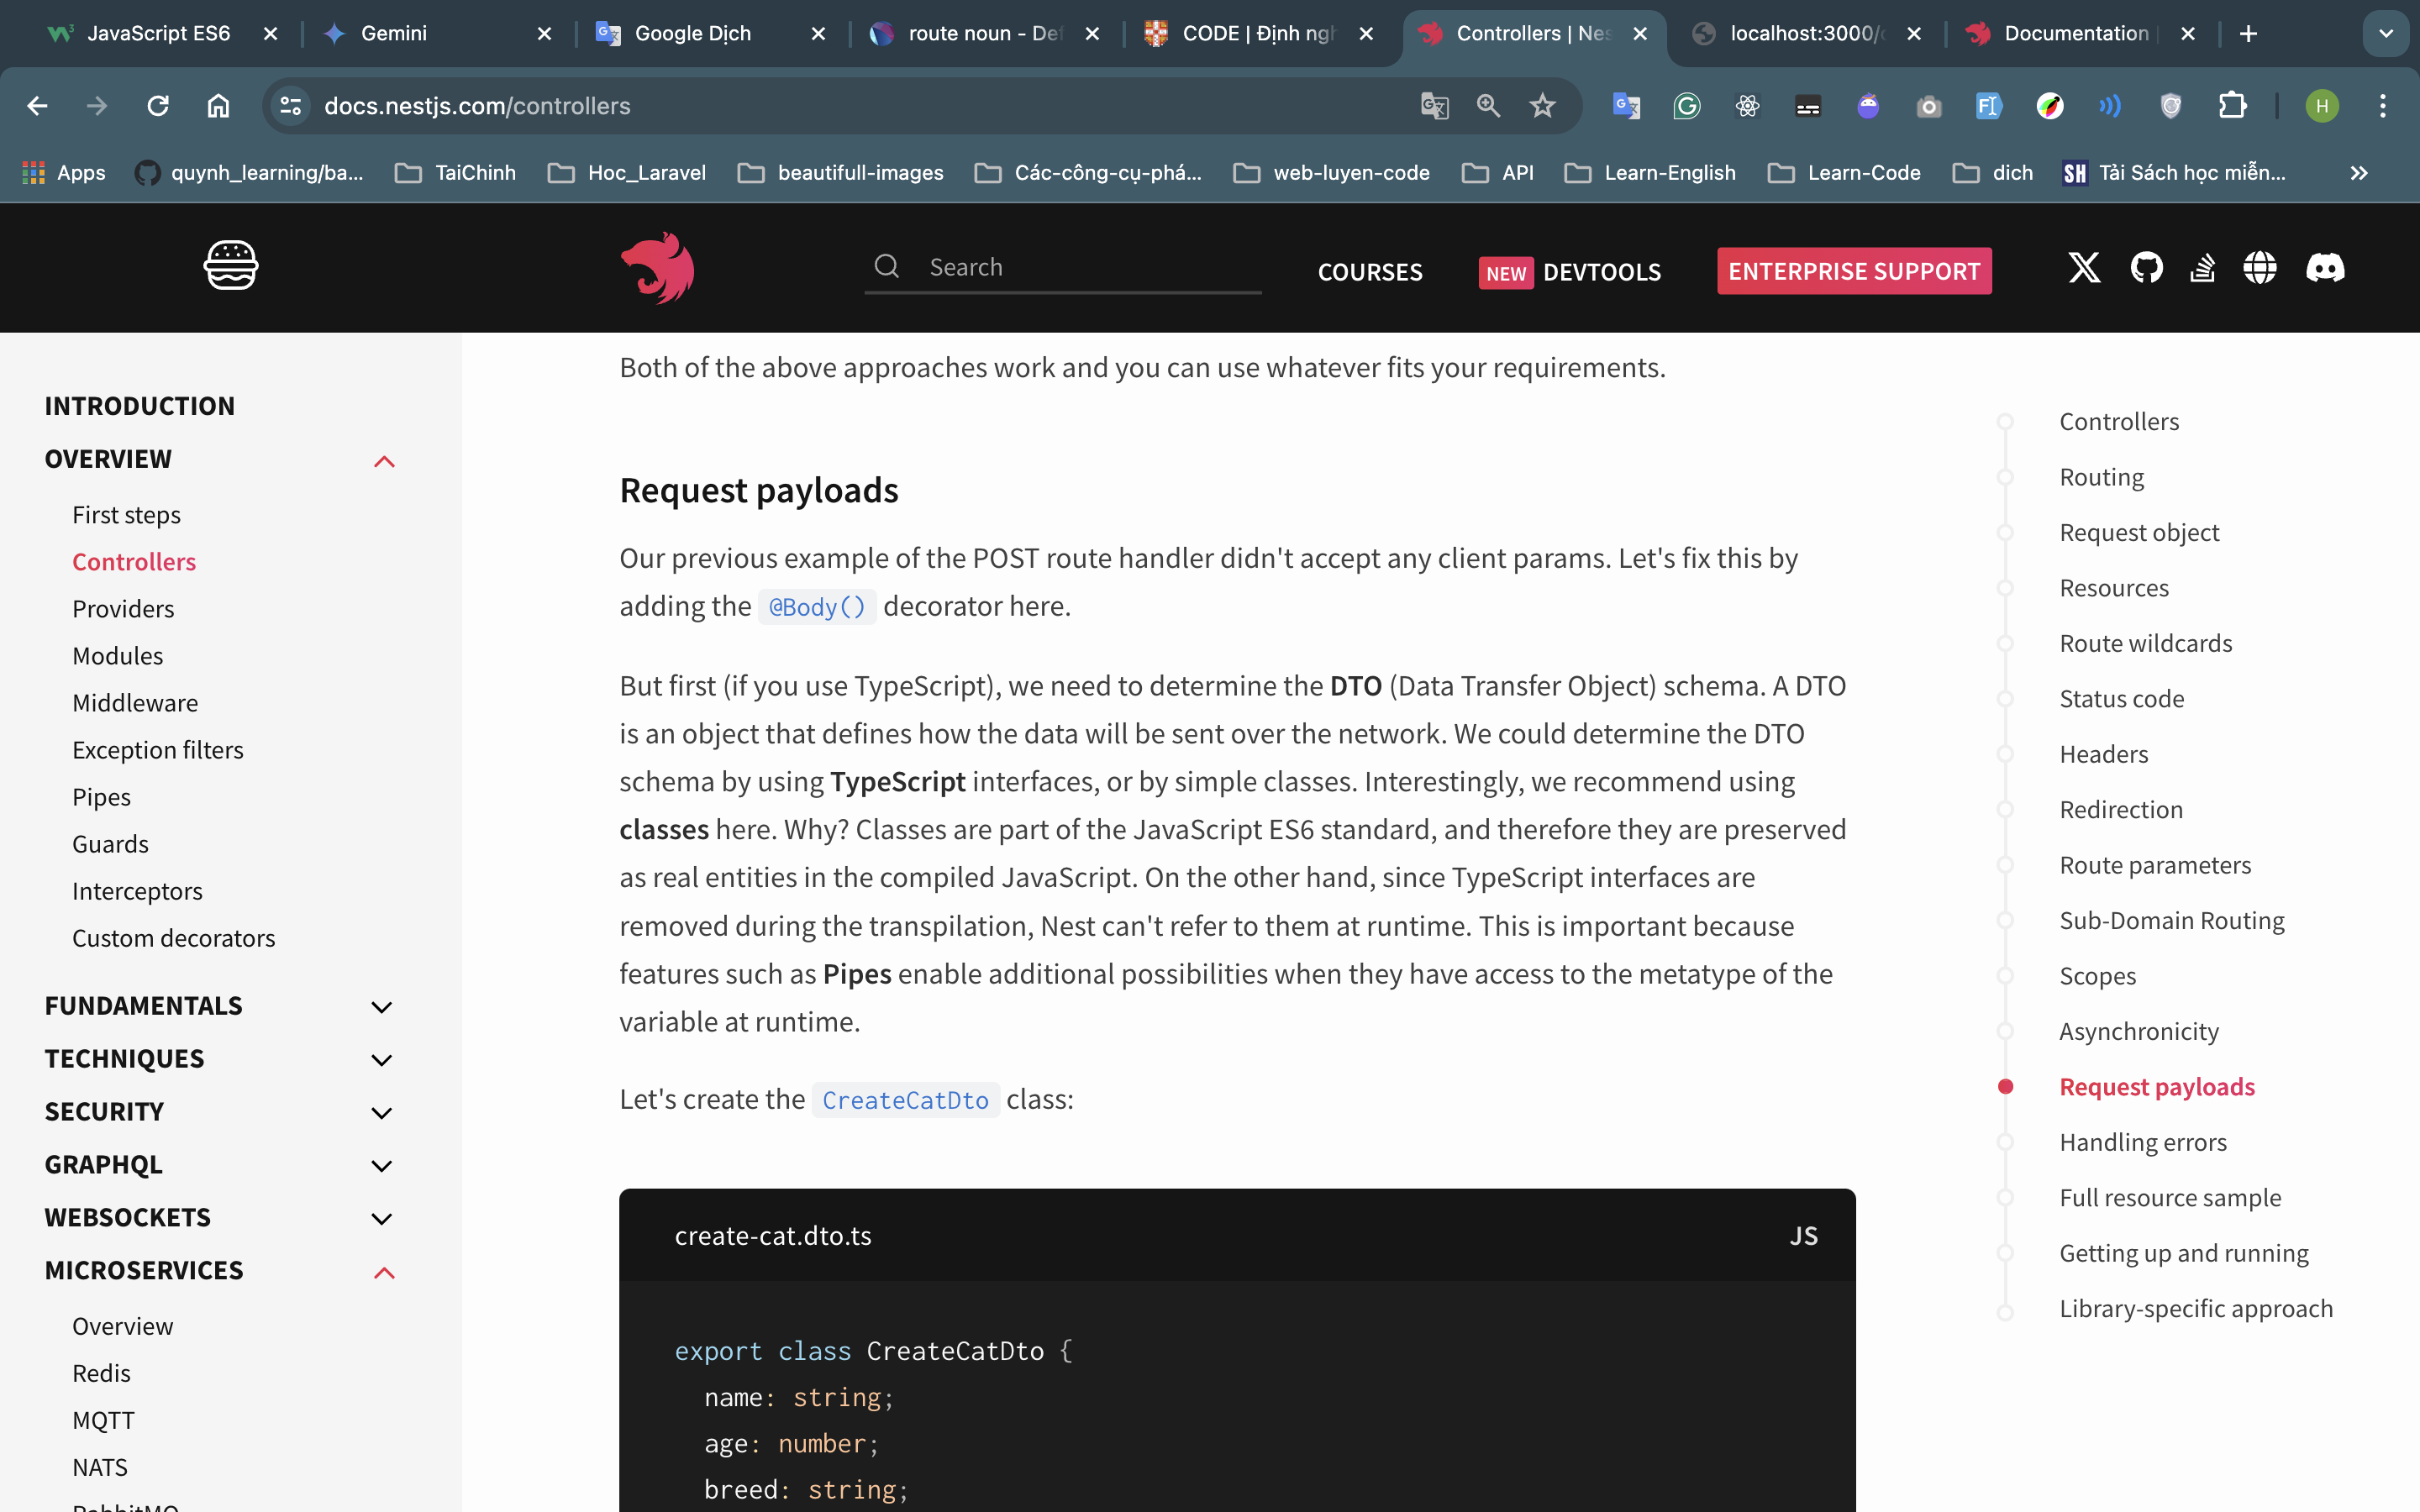 JavaScript ES6
Gemini
Google Dịch
route noun - Def
CODE | Định ngh
Controllers | Nes
localhost:3000/c
Documentation |
docs.nestjs.com/controllers
H
Apps
quynh_learning/ba...
TaiChinh
Hoc_Laravel
beautifull-images
Các-công-cụ-phá...
web-luyen-code
API
Learn-English
Learn-Code
dich
SH
Tải Sách học miễn...
Search
COURSES
NEW DEVTOOLS
ENTERPRISE SUPPORT
INTRODUCTION
OVERVIEW
First steps
Controllers
Providers
Modules
Middleware
Exception filters
Pipes
Guards
Interceptors
Custom decorators
FUNDAMENTALS
TECHNIQUES
SECURITY
GRAPHQL
WEBSOCKETS
MICROSERVICES
Overview
Redis
MQTT
NATS
RabbitMQ
Both of the above approaches work and you can use whatever fits your requirements.
Request payloads
Our previous example of the POST route handler didn't accept any client params. Let's fix this by
adding the @Body() decorator here.
But first (if you use TypeScript), we need to determine the DTO (Data Transfer Object) schema. A DTO
is an object that defines how the data will be sent over the network. We could determine the DTO
schema by using TypeScript interfaces, or by simple classes. Interestingly, we recommend using
classes here. Why? Classes are part of the JavaScript ES6 standard, and therefore they are preserved
as real entities in the compiled JavaScript. On the other hand, since TypeScript interfaces are
removed during the transpilation, Nest can't refer to them at runtime. This is important because
features such as Pipes enable additional possibilities when they have access to the metatype of the
variable at runtime.
Let's create the CreateCatDto class:
create-cat.dto.ts
JS
export class CreateCatDto {
name: string;
age: number;
breed: string;
Controllers
Routing
Request object
Resources
Route wildcards
Status code
Headers
Redirection
Route parameters
Sub-Domain Routing
Scopes
Asynchronicity
Request payloads
Handling errors
Full resource sample
Getting up and running
Library-specific approach